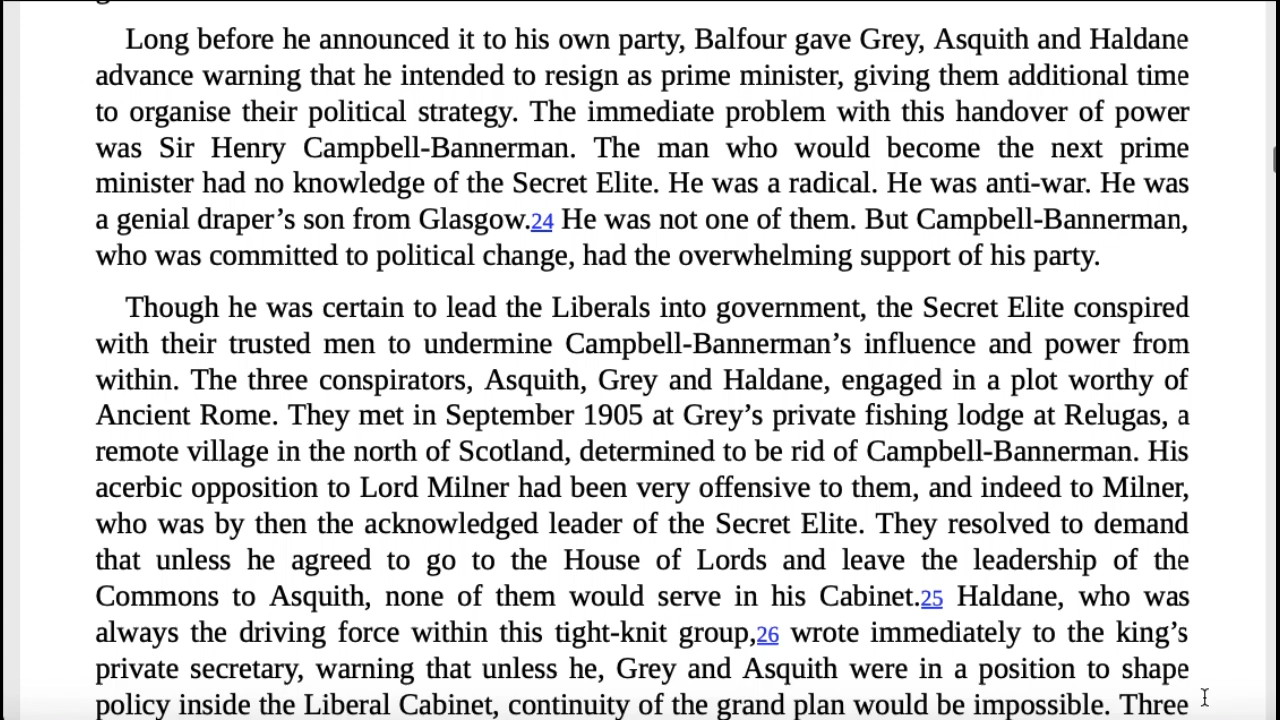 Long before he announced it to his own party, Balfour gave Grey, Asquith and Haldane
advance warning that he intended to resign as prime minister, giving them additional time
to organise their political strategy. The immediate problem with this handover of power
was Sir Henry Campbell-Bannerman. The man who would become the next prime
minister had no knowledge of the Secret Elite. He was a radical. He was anti-war. He was
a genial draper’s son from Glasgow.24 He was not one of them. But Campbell-Bannerman,
who was committed to political change, had the overwhelming support of his party.
Though he was certain to lead the Liberals into government, the Secret Elite conspired
with their trusted men to undermine Campbell-Bannerman’s influence and power from
within. The three conspirators, Asquith, Grey and Haldane, engaged in a plot worthy of
Ancient Rome. They met in September 1905 at Grey’s private fishing lodge at Relugas, a
remote village in the north of Scotland, determined to be rid of Campbell-Bannerman. His
acerbic opposition to Lord Milner had been very offensive to them, and indeed to Milner,
who was by then the acknowledged leader of the Secret Elite. They resolved to demand
that unless he agreed to go to the House of Lords and leave the leadership of the
Commons to Asquith, none of them would serve in his Cabinet.25 Haldane, who was
always the driving force within this tight-knit group,26 wrote immediately to the king’s
private secretary, warning that unless he, Grey and Asquith were in a position to shape
policy inside the Liberal Cabinet, continuity of the grand plan would be impossible. Three